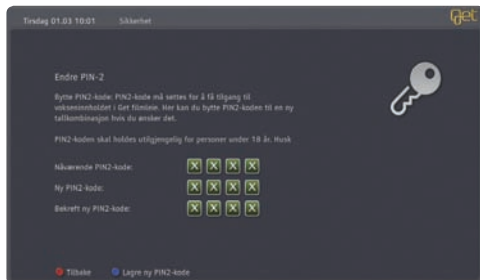 Tirsdag 01.03 10:01 Sikkerhet
Get
Endre PIN-2
Bytte PIN2-kode: PIN2-kode må settes for å få tilgang til
vokseninnholdet i Get filmleie. Her kan du bytte PIN2-koden til en ny
tallkombinasjon hvis du ønsker det.
PIN2-koden skal holdes utilgjengelig for personer under 18 år. Husk
Nåværende PIN2-kode: X X X X
Ny PIN2-kode: X X X X
Bekreft ny PIN2-kode: X X X X
Tilbake Lagre ny PIN2-kode